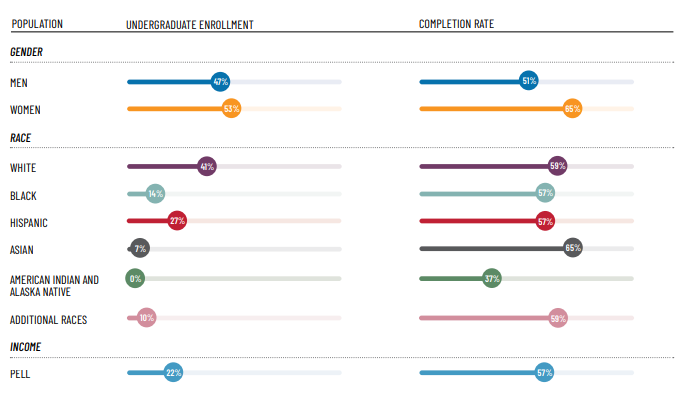 POPULATION UNDERGRADUATE ENROLLMENT COMPLETION RATE
GENDER
MEN 47% 51%
WOMEN 53% 65%
RACE
WHITE 41% 59%
BLACK 14% 57%
HISPANIC 27% 57%
ASIAN 7% 65%
AMERICAN INDIAN AND
ALASKA NATIVE 0% 37%
ADDITIONAL RACES 10% 59%
INCOME
PELL 22% 57%